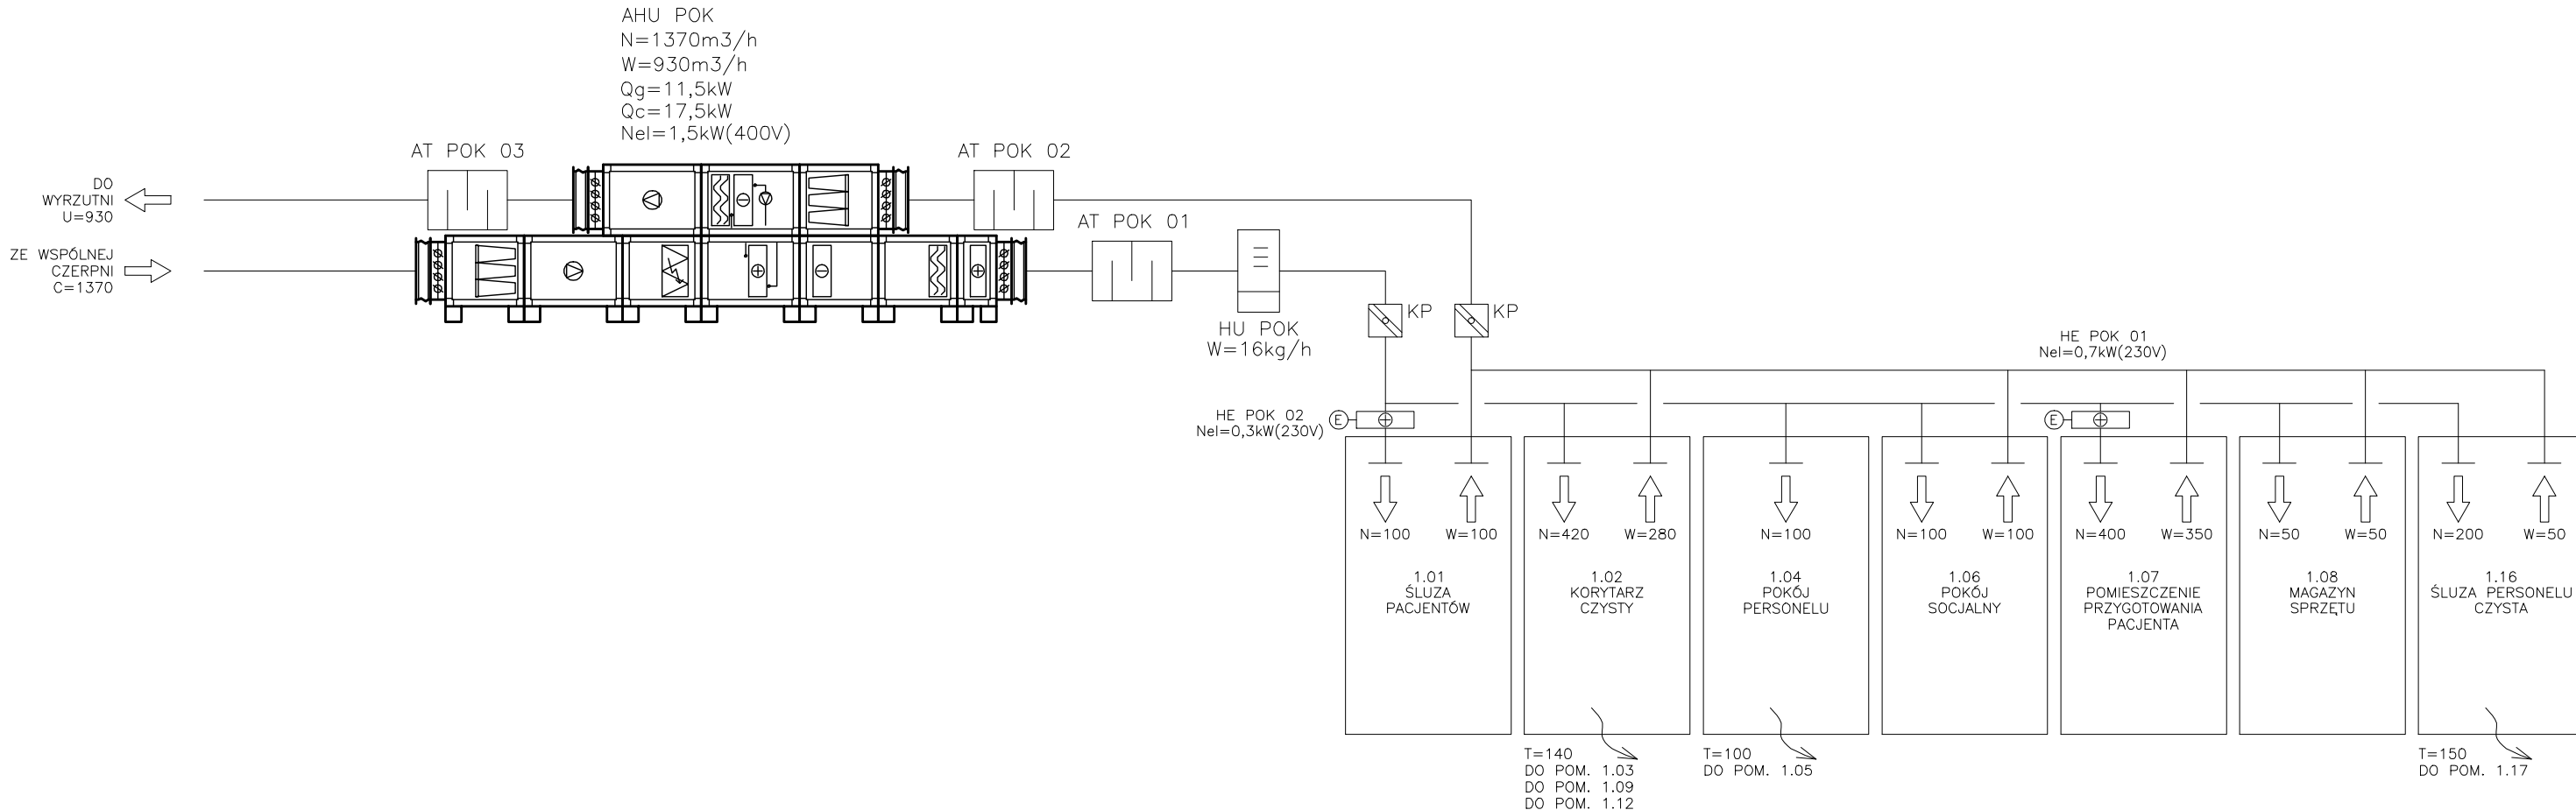 AHU POK
N=1370m3/h
W=930m3/h
Qg=11,5kW
Qc=17,5kW
Nel=1,5kW(400V)
AT POK 03
AT POK 02
DO
WYRZUTNI
U=930
AT POK 01
ZE WSPÓLNEJ
CZERPNI
C=1370
HU POK
W=16kg/h
KP
KP
HE POK 01
Nel=0,7kW(230V)
HE POK 02
Nel=0,3kW(230V)
E
E
N=100
W=100
1.01
ŚLUZA
PACJENTÓW
N=420
W=280
1.02
KORYTARZ
CZYSTY
N=100
1.04
POKÓJ
PERSONELU
N=100
W=100
1.06
POKÓJ
SOCJALNY
N=400
W=350
1.07
POMIESZCZENIE
PRZYGOTOWANIA
PACJENTA
N=50
W=50
1.08
MAGAZYN
SPRZĘTU
N=200
W=50
1.16
ŚLUZA PERSONELU
CZYSTA
T=140
DO POM. 1.03
DO POM. 1.09
DO POM. 1.12
T=100
DO POM. 1.05
T=150
DO POM. 1.17